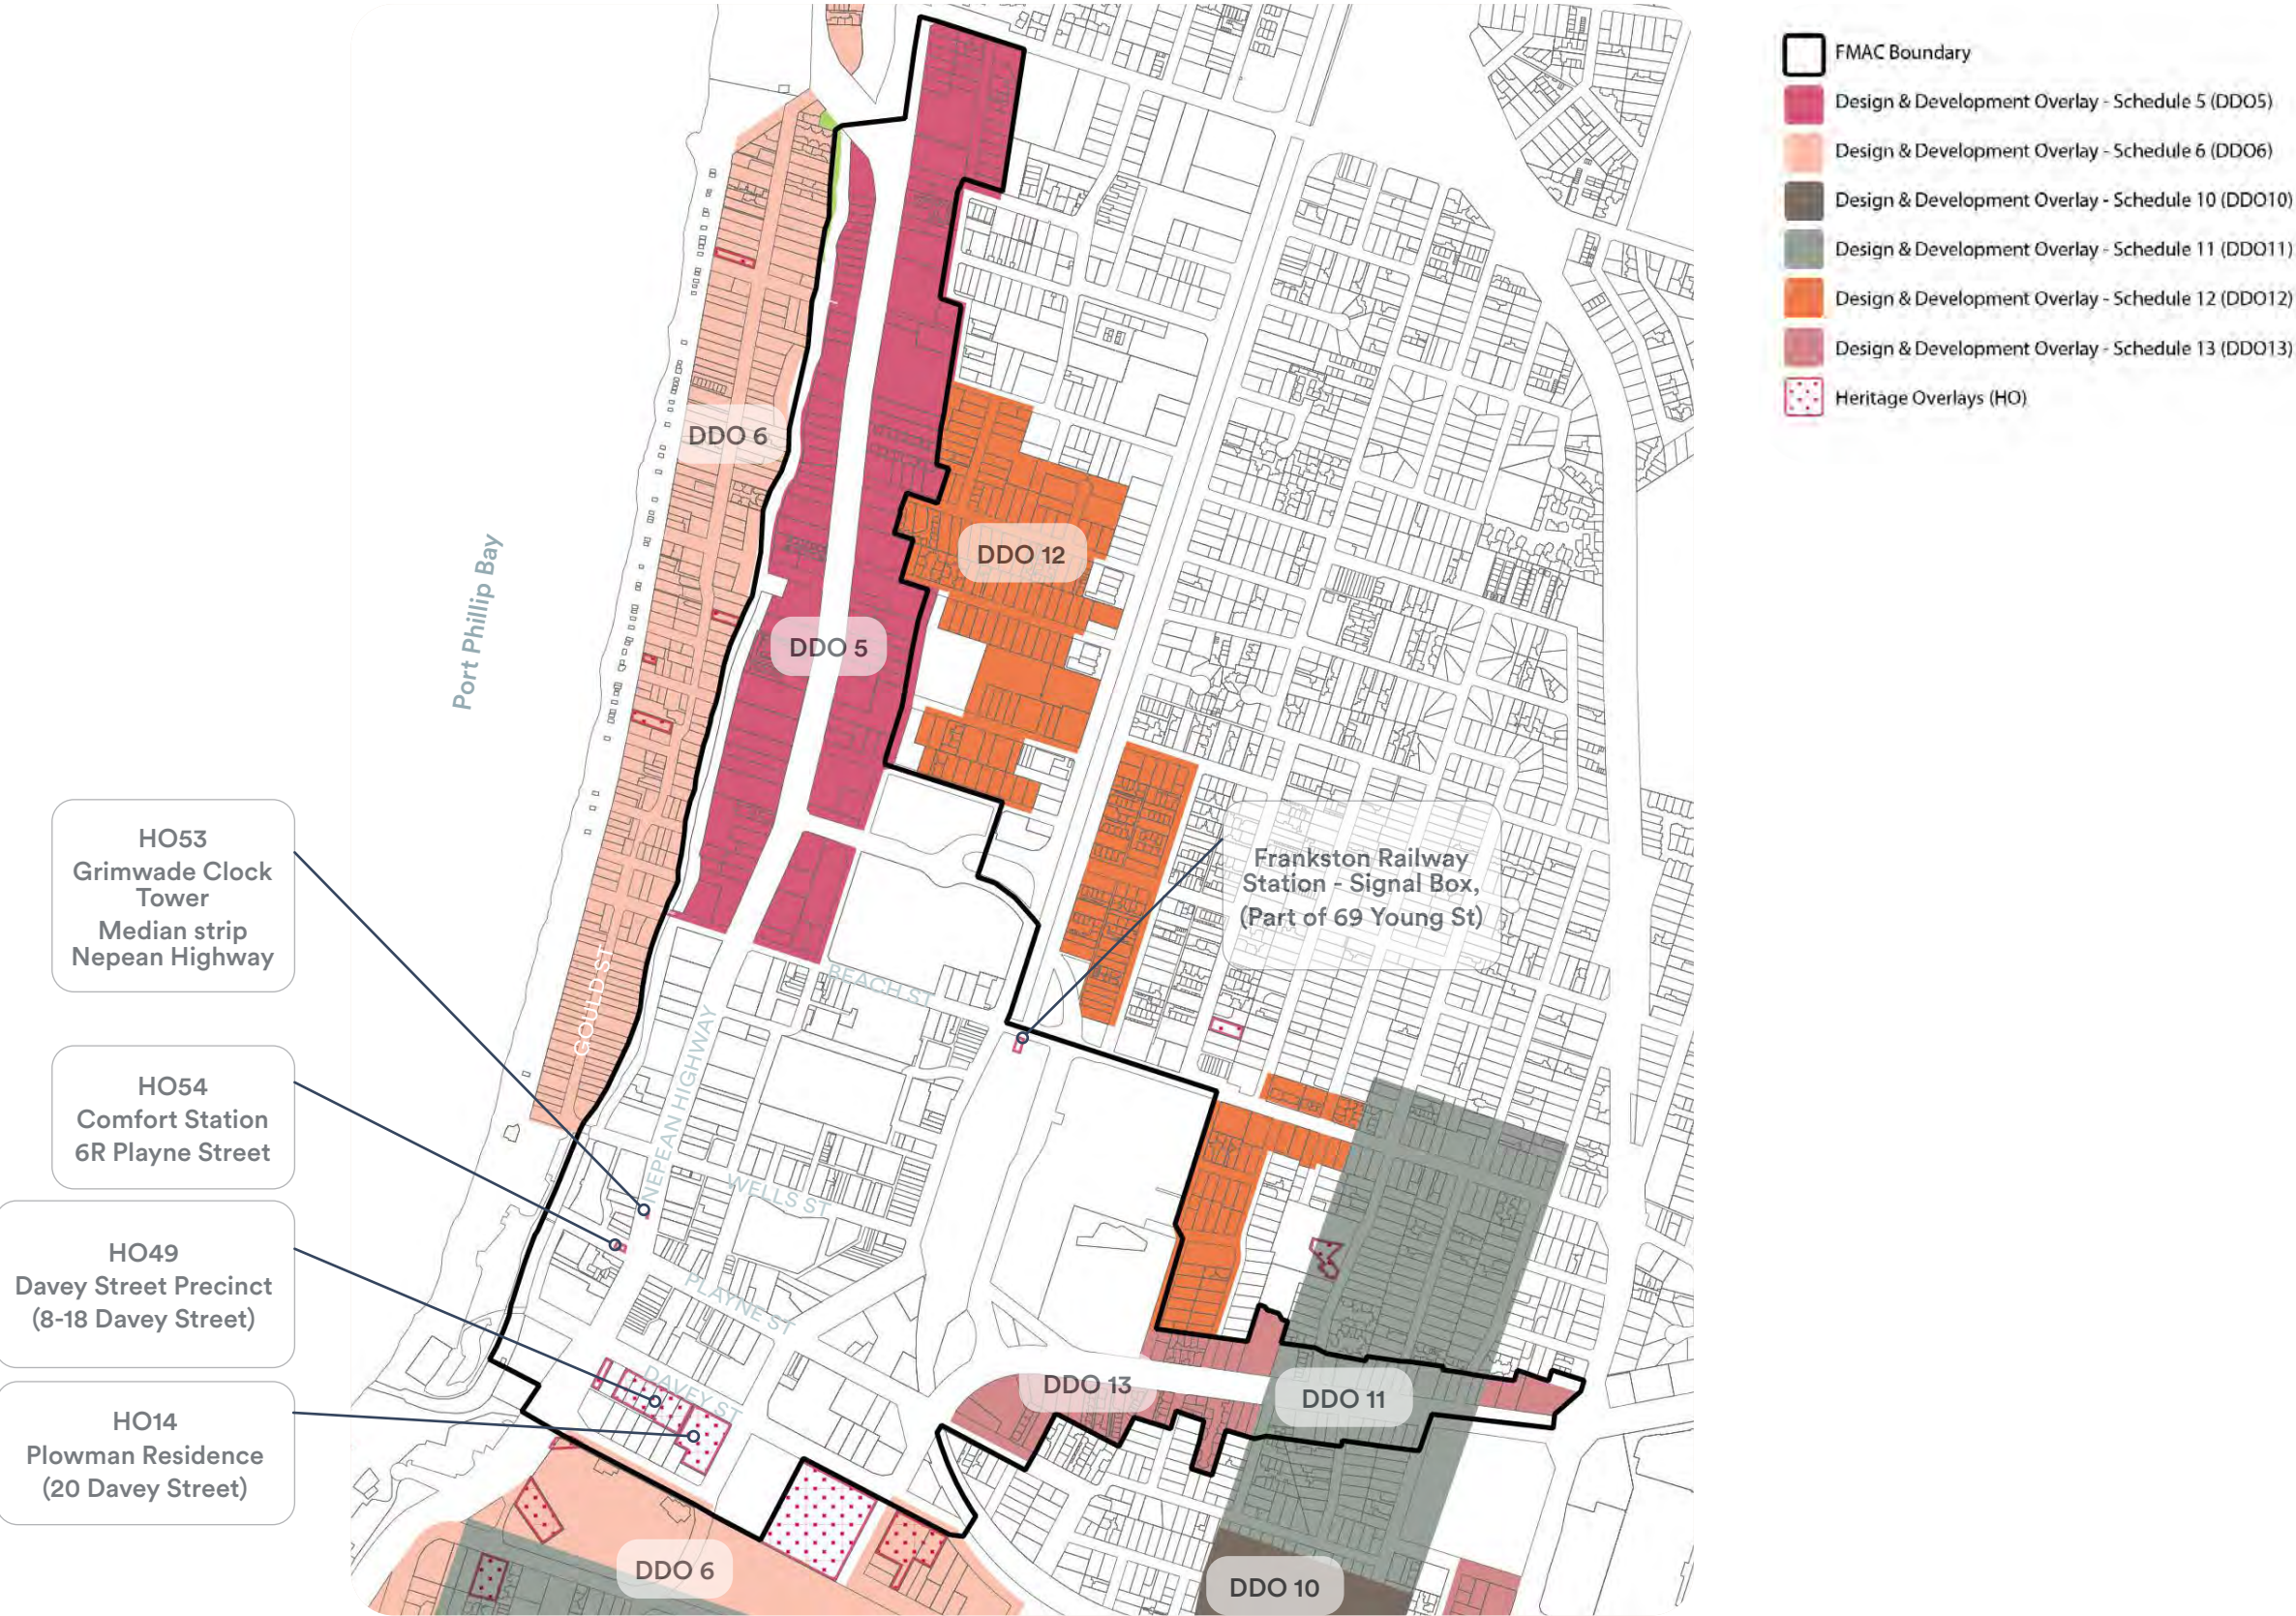 FMAC Boundary
Design & Development Overlay - Schedule 5 (DDO5)
Design & Development Overlay - Schedule 6 (DDO6)
Design & Development Overlay - Schedule 10 (DDO10)
Design & Development Overlay - Schedule 11 (DDO11)
Design & Development Overlay - Schedule 12 (DDO12)
Design & Development Overlay - Schedule 13 (DDO13)
Heritage Overlays (HO)
DDO 6
DDO 12
DDO 5
Port Phillip Bay
HO53
Grimwade Clock
Tower
Median strip
Nepean Highway
Frankston Railway
Station - Signal Box,
(Part of 69 Young St)
GOULD ST
BEACH ST
NEPEAN HIGHWAY
HO54
Comfort Station
6R Playne Street
WELLS ST
HO49
Davey Street Precinct
(8-18 Davey Street)
PLAYNE ST
DAVEY ST
DDO 13
DDO 11
HO14
Plowman Residence
(20 Davey Street)
DDO 6
DDO 10